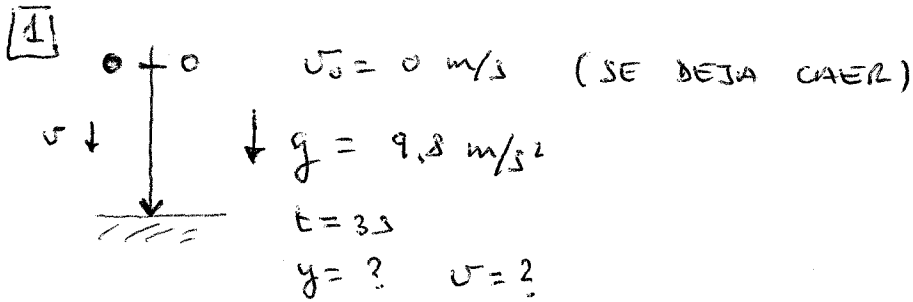 1
0 v₀ = 0 m/s (SE DEJA CAER)
v ↓ ↓ g = 9,8 m/s²
t = 3s
y = ? v = ?